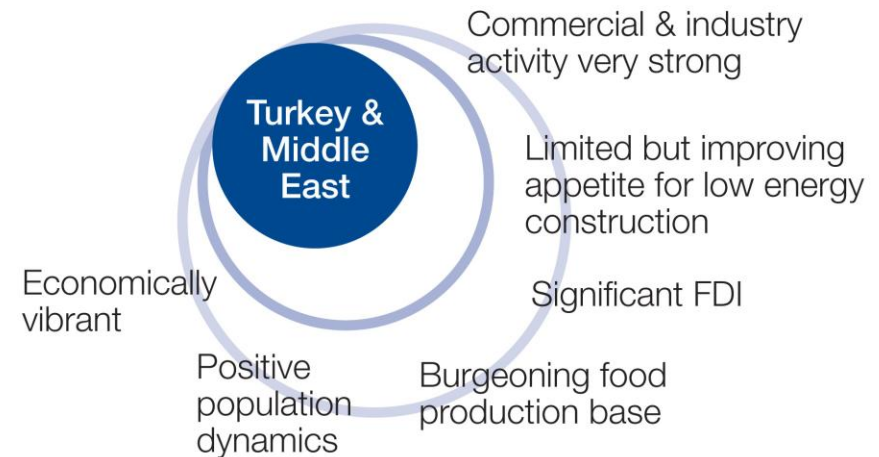 Commercial & industry
activity very strong
Turkey &
Middle
East
Limited but improving
appetite for low energy
construction
Economically
vibrant
Significant FDI
Positive
population
dynamics
Burgeoning food
production base